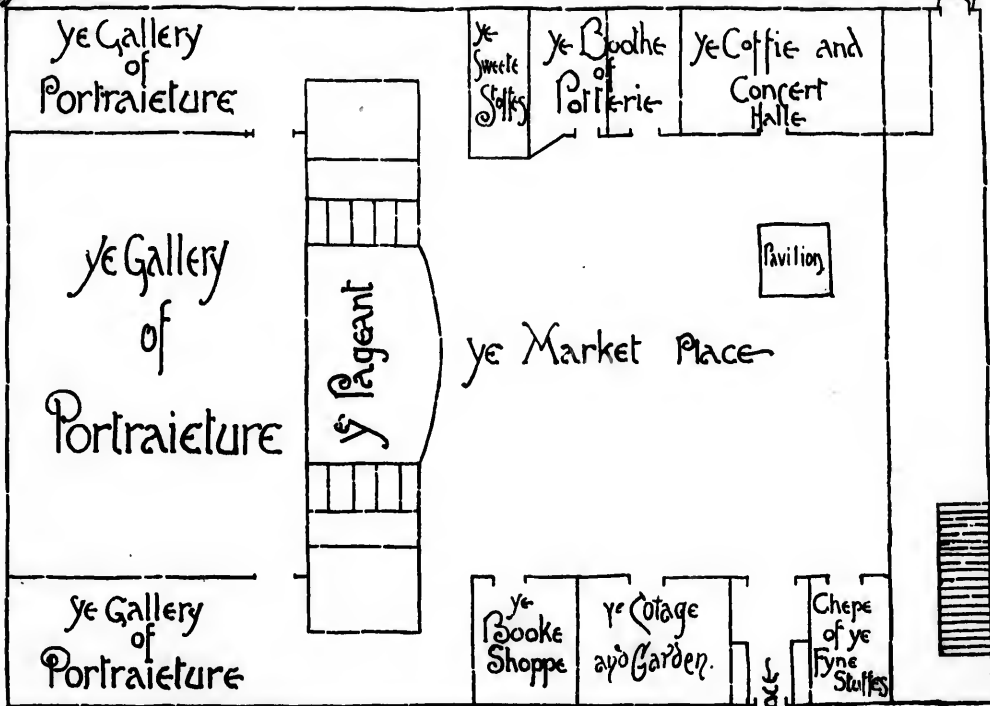 ye Gallery
of
Portraieture
ye
Sweete
Stoffes
ye Boothe
of
Potterie
ye Coffie and
Concert
Halle
ye Gallery
of
Portraieture
ye Pageant
ye Market Place
Pavilion
ye Gallery
of
Portraieture
ye
Booke
Shoppe
ye Cotage
and Garden.
Chepe
of ye
Fyne
Stuffes